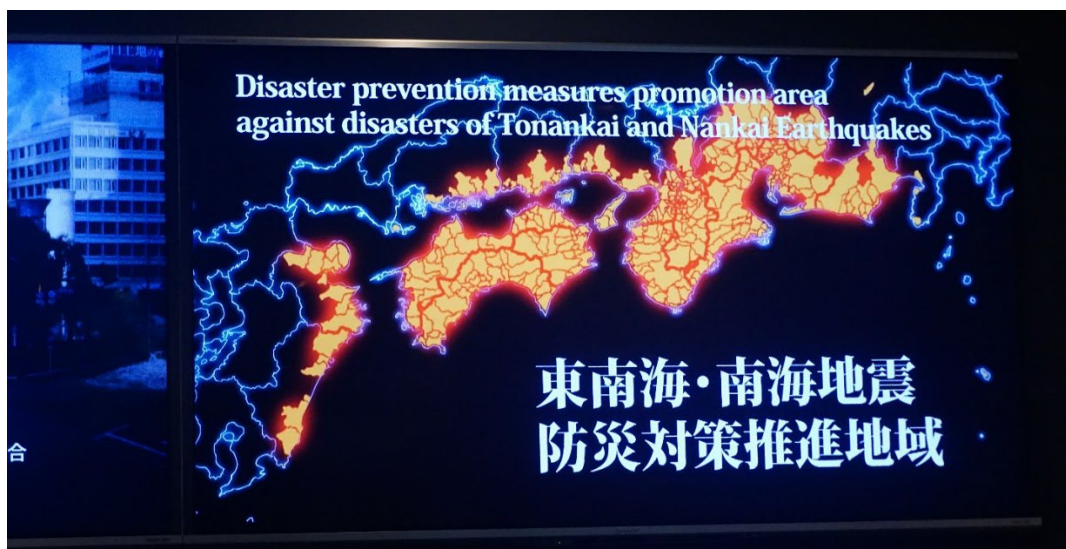 Disaster prevention measures promotion area
against disasters of Tonankai and Nankai Earthquakes
東南海・南海地震
防災対策推進地域
合